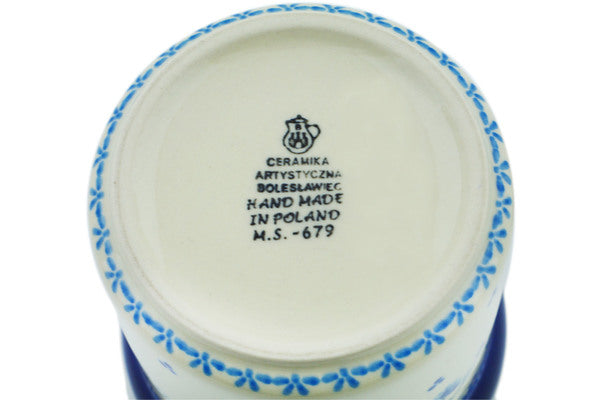 B
CERAMIKA
ARTYSTYCZNA
BOLESŁAWIEC
HAND MADE
IN POLAND
M.S.-679